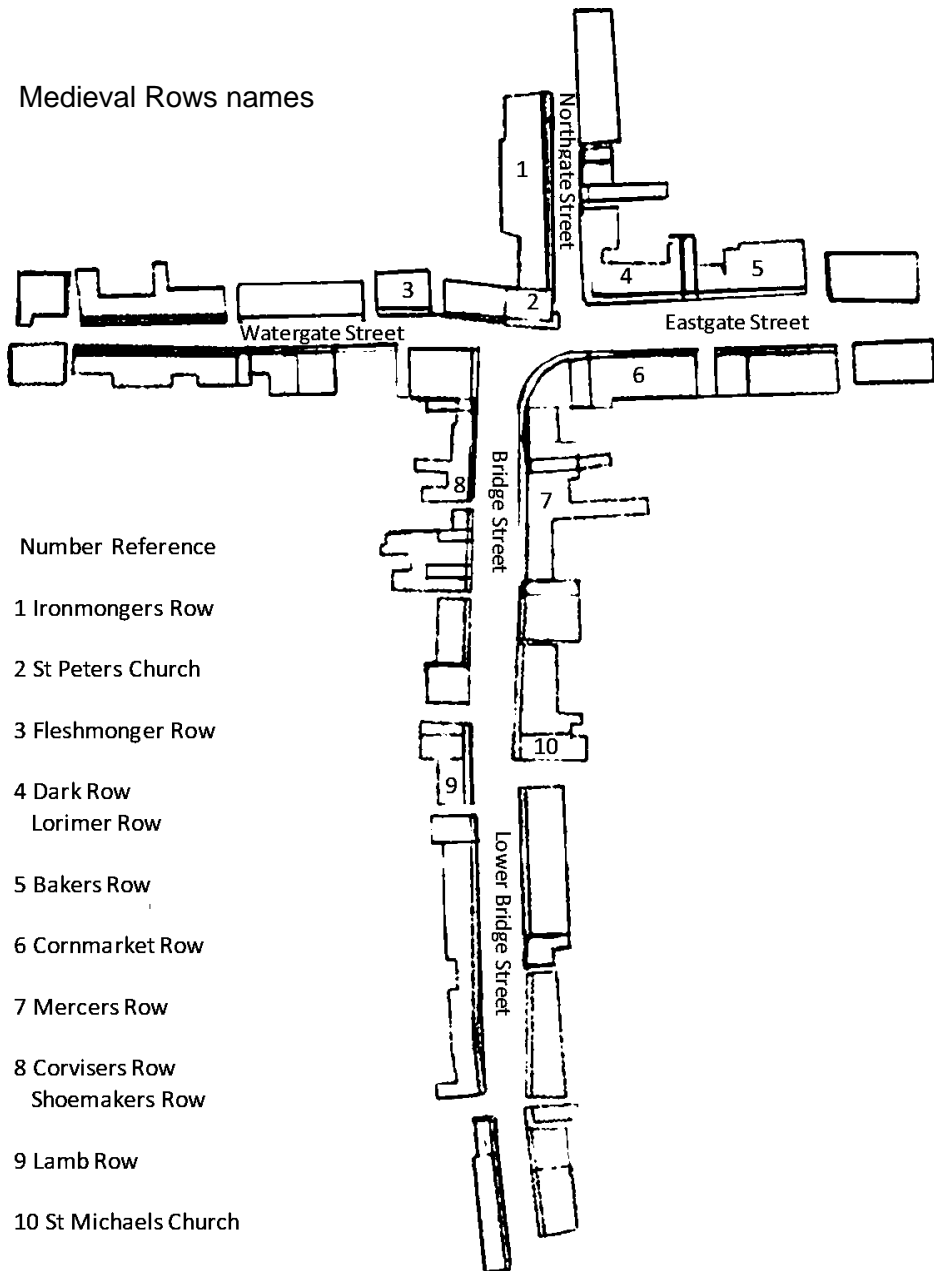 Medieval Rows names
Northgate Street
1
2
3
4
5
Watergate Street
Eastgate Street
6
7
8
Bridge Street
9
10
Lower Bridge Street
Number Reference
1 Ironmongers Row
2 St Peters Church
3 Fleshmonger Row
4 Dark Row
Lorimer Row
5 Bakers Row
6 Cornmarket Row
7 Mercers Row
8 Corvisers Row
Shoemakers Row
9 Lamb Row
10 St Michaels Church